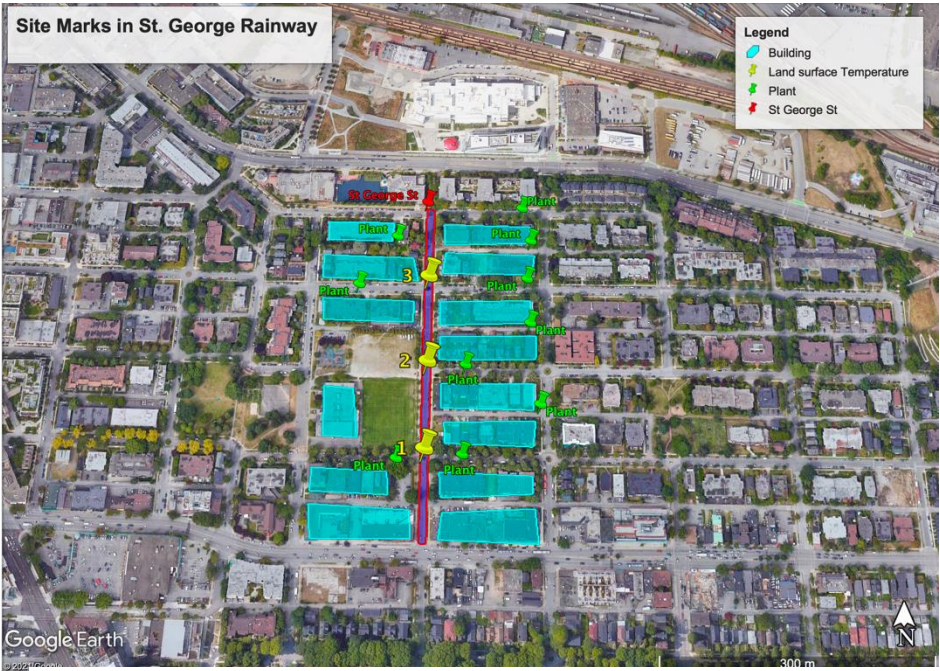 Site Marks in St. George Rainway
Legend
Building
Land surface Temperature
Plant
St George St
St George St
Plant
Plant
Plant
3
Plant
Plant
Plant
2
Plant
Plant
1
Plant
Plant
Google Earth
N
300 m